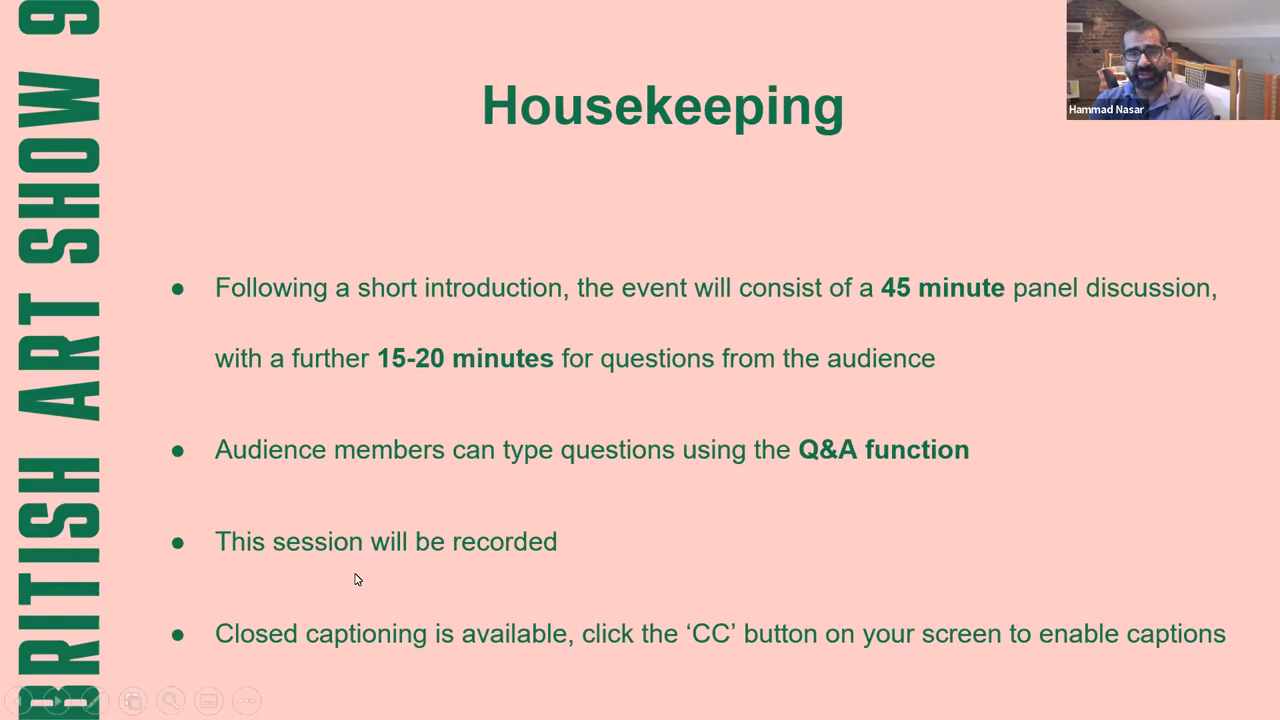 BRITISH ART SHOW 9
Hammad Nasar
Housekeeping
● Following a short introduction, the event will consist of a 45 minute panel discussion,
with a further 15-20 minutes for questions from the audience
● Audience members can type questions using the Q&A function
● This session will be recorded
● Closed captioning is available, click the ‘CC’ button on your screen to enable captions